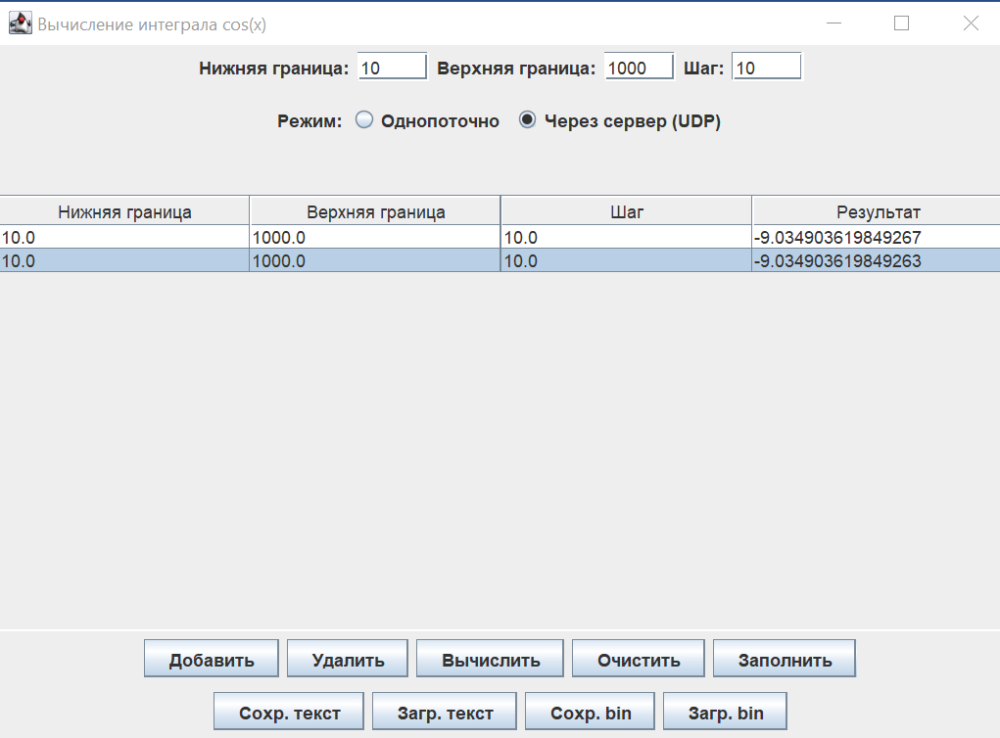 Вычисление интеграла cos(x)
Нижняя граница: 10 Верхняя граница: 1000 Шаг: 10
Режим: Однопоточно Через сервер (UDP)
Нижняя граница Верхняя граница Шаг Результат
10.0 1000.0 10.0 -9.034903619849267
10.0 1000.0 10.0 -9.034903619849263
Добавить Удалить Вычислить Очистить Заполнить
Сохр. текст Загр. текст Сохр. bin Загр. bin